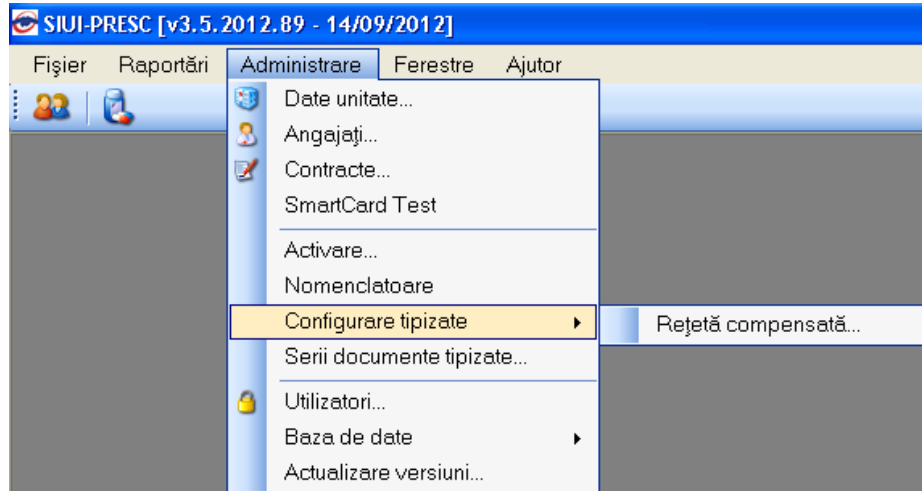 SIUI-PRESC [v3.5.2012.89 - 14/09/2012]
Fişier Raportări Administrare Ferestre Ajutor
Date unitate...
Angajaţi...
Contracte...
SmartCard Test
Activare...
Nomenclatoare
Configurare tipizate
Reţetă compensată...
Serii documente tipizate...
Utilizatori...
Baza de date
Actualizare versiuni...